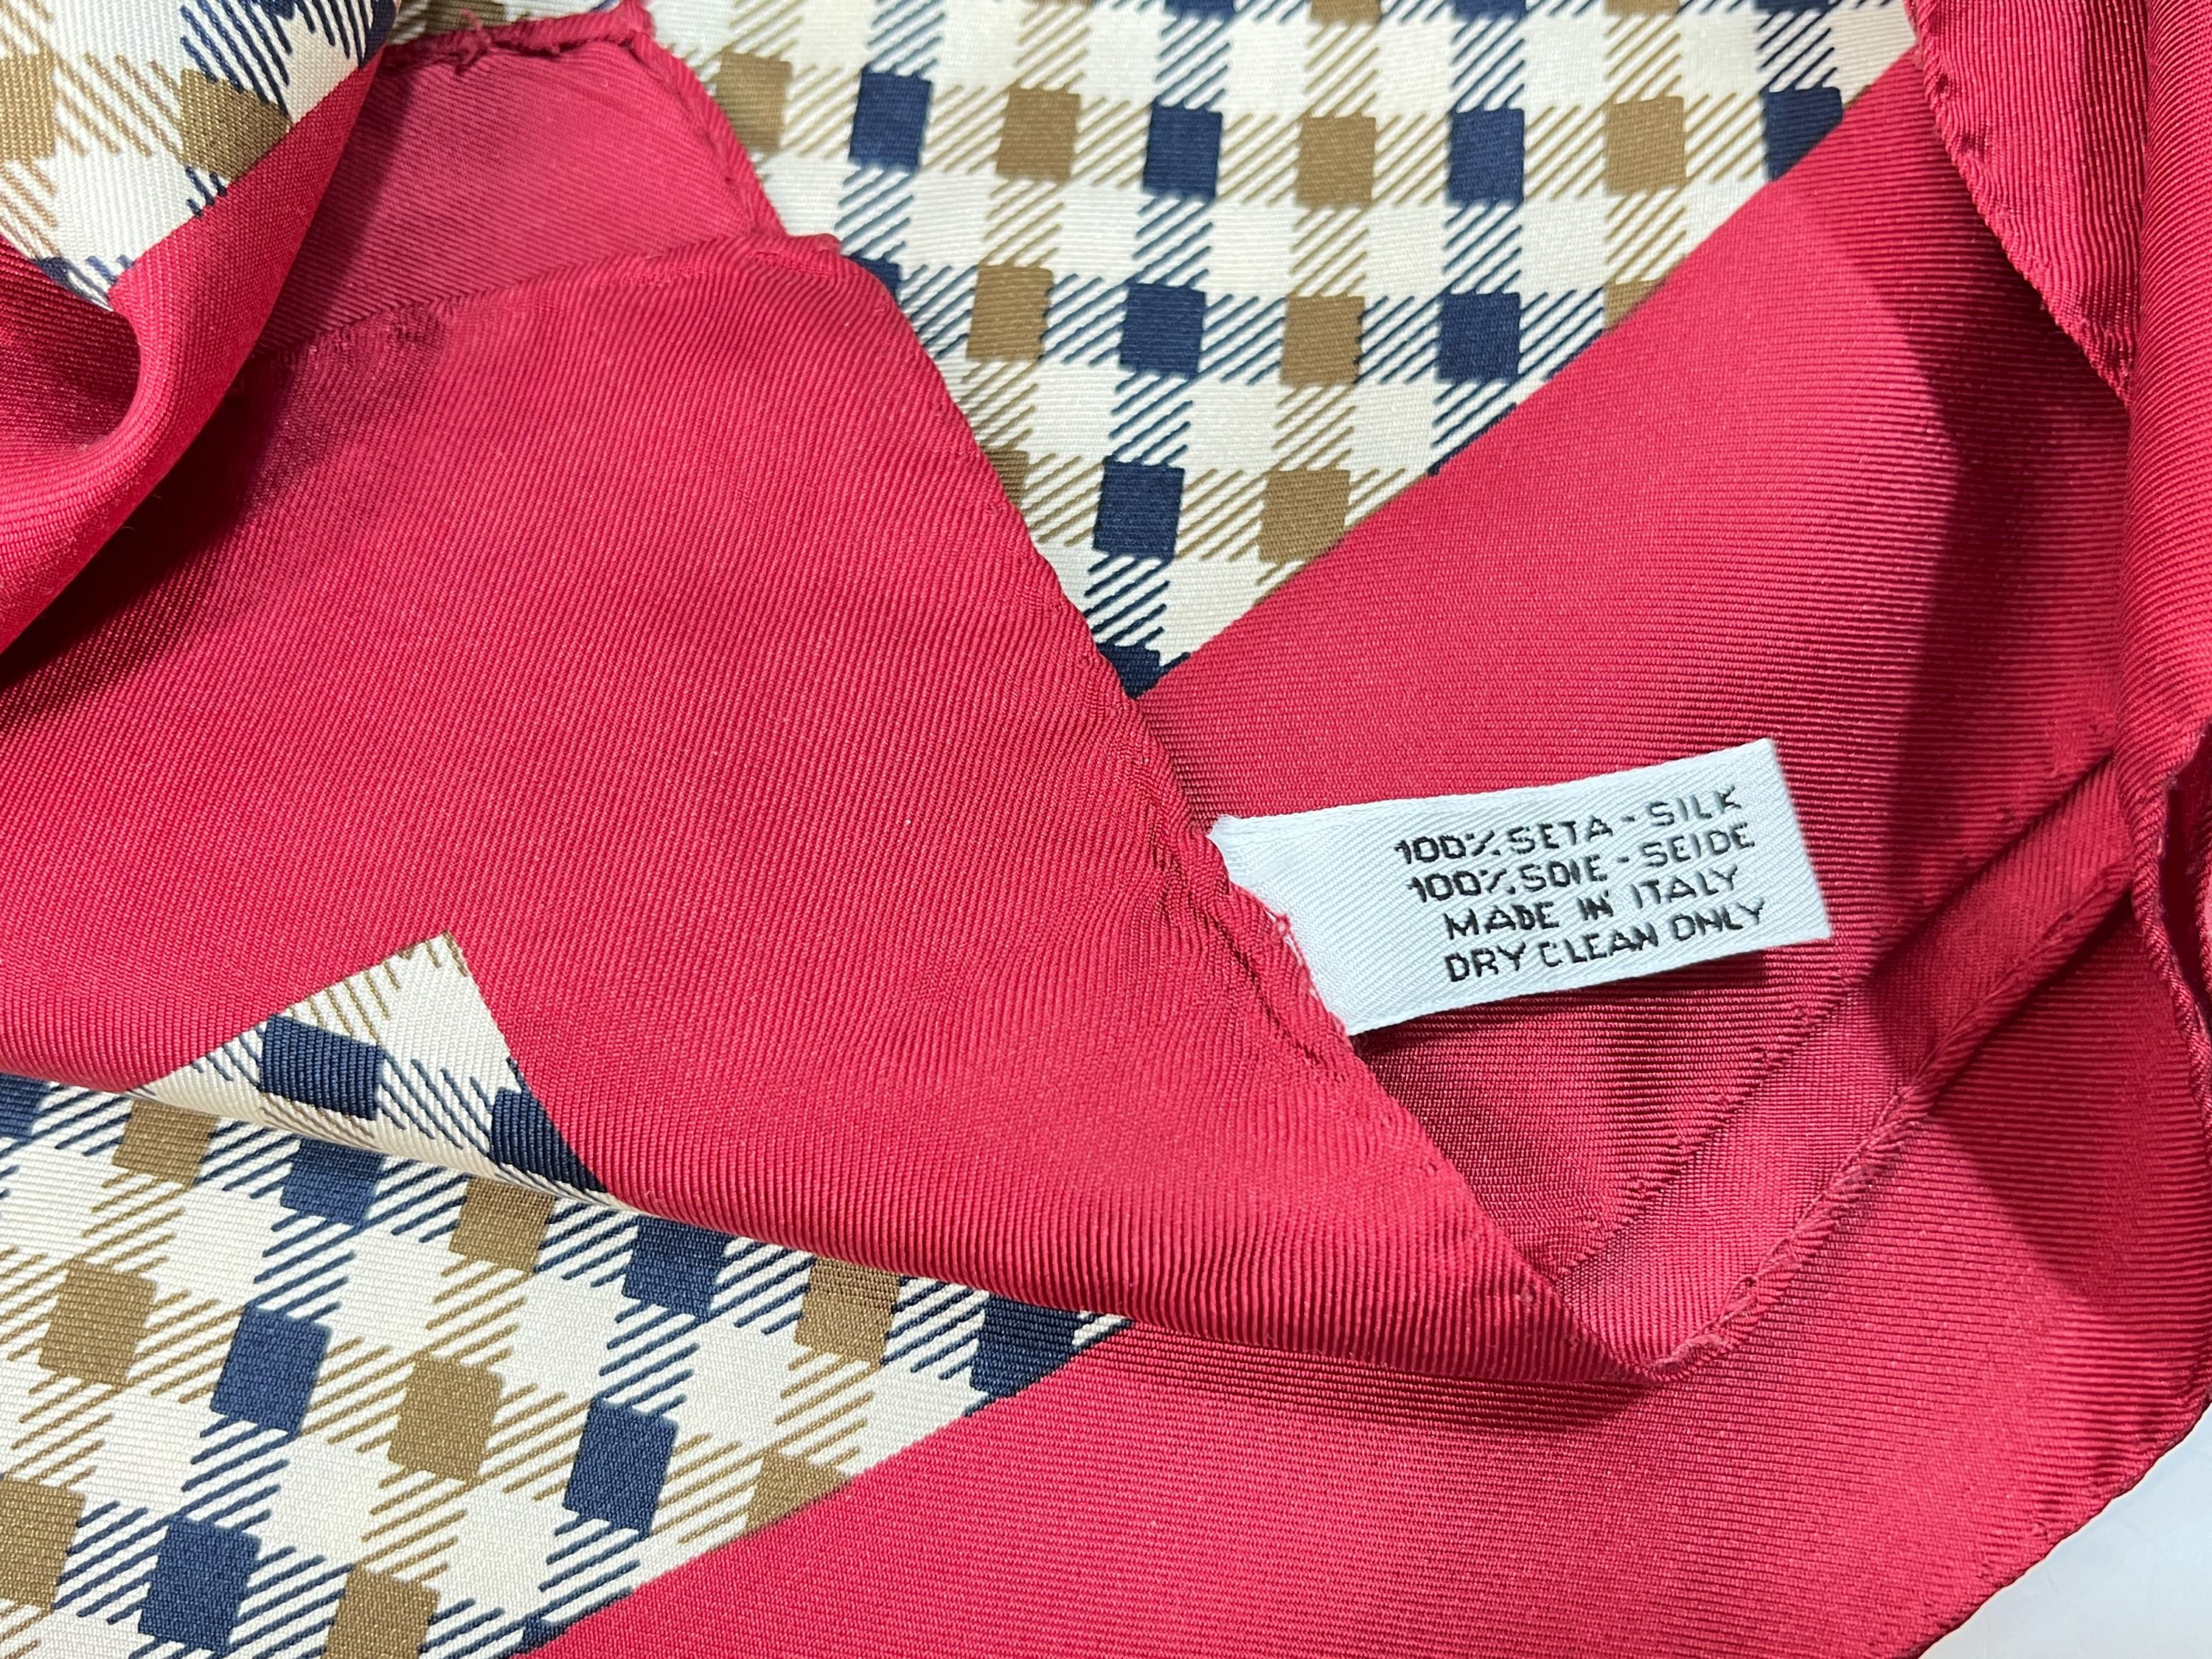 100% SETA - SILK
100% SOIE - SEIDE
MADE IN ITALY
DRY CLEAN ONLY